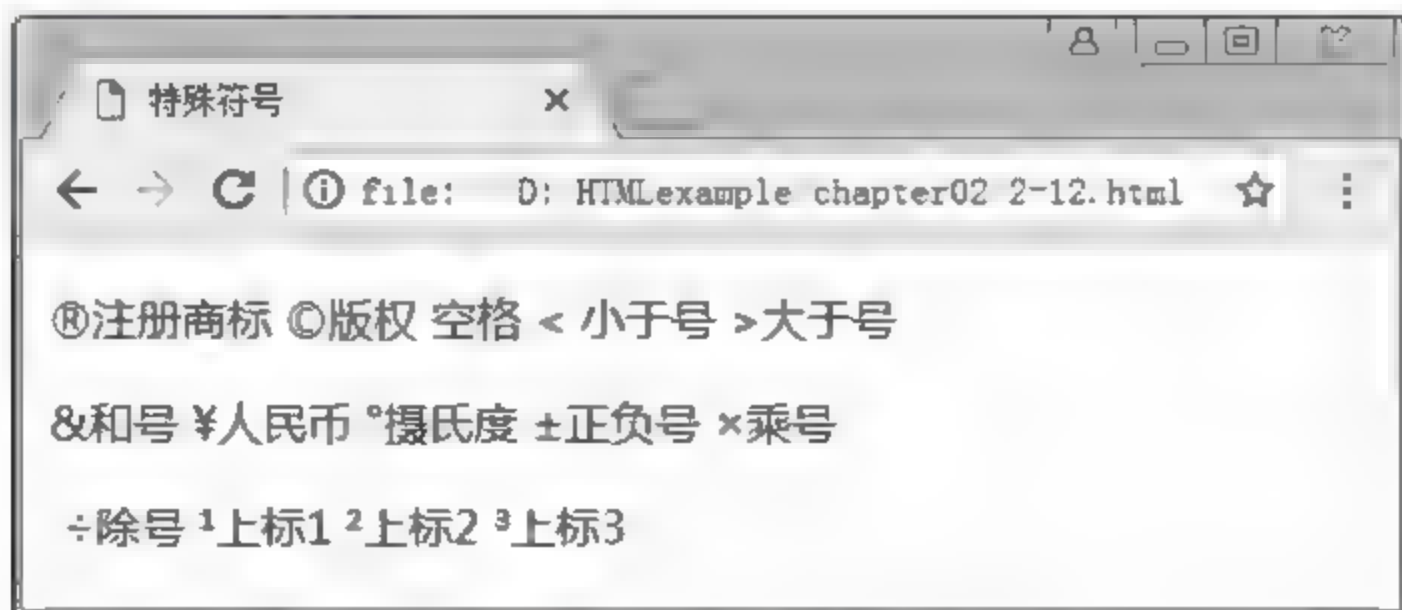 特殊符号
file: D: HTMLexample chapter02 2-12.html
®注册商标 ©版权 空格 < 小于号 >大于号
&和号 ¥人民币 °摄氏度 ±正负号 ×乘号
÷除号 ¹上标1 ²上标2 ³上标3